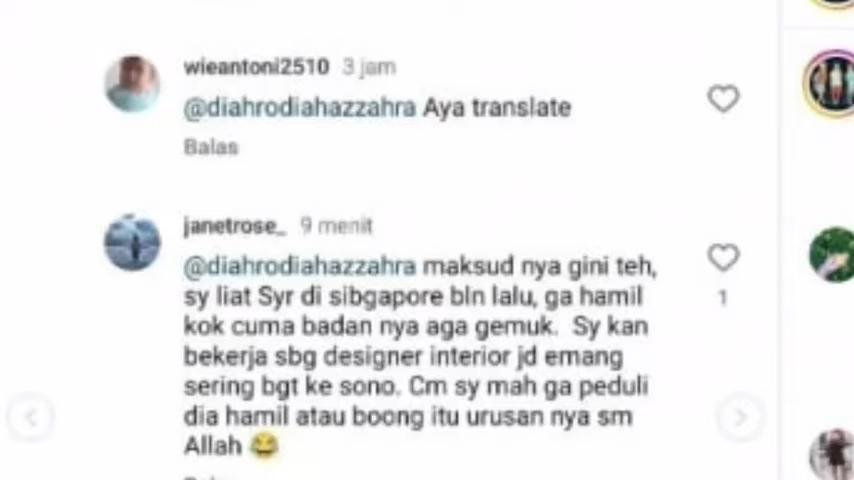 wieantoni2510 3 jam
@diahrodiahazzahra Aya translate
Balas
janetrose_ 9 menit
@diahrodiahazzahra maksud nya gini teh,
sy liat Syr di sibgapore bln lalu, ga hamil
1
kok cuma badan nya aga gemuk. Sy kan
bekerja sbg designer interior jd emang
sering bgt ke sono. Cm sy mah ga peduli
dia hamil atau boong itu urusan nya sm
Allah 😂